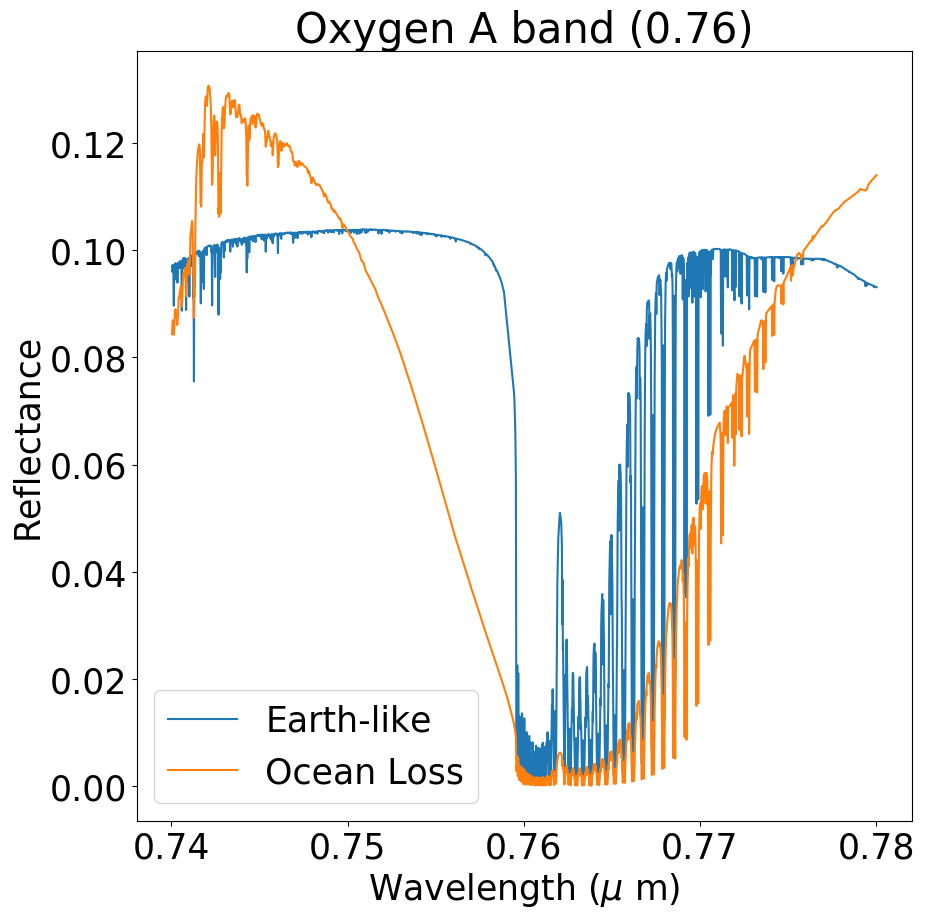 Oxygen A band (0.76)
Reflectance
0.12
0.10
0.08
0.06
0.04
0.02
0.00
Earth-like
Ocean Loss
0.74 0.75 0.76 0.77 0.78
Wavelength (μ m)